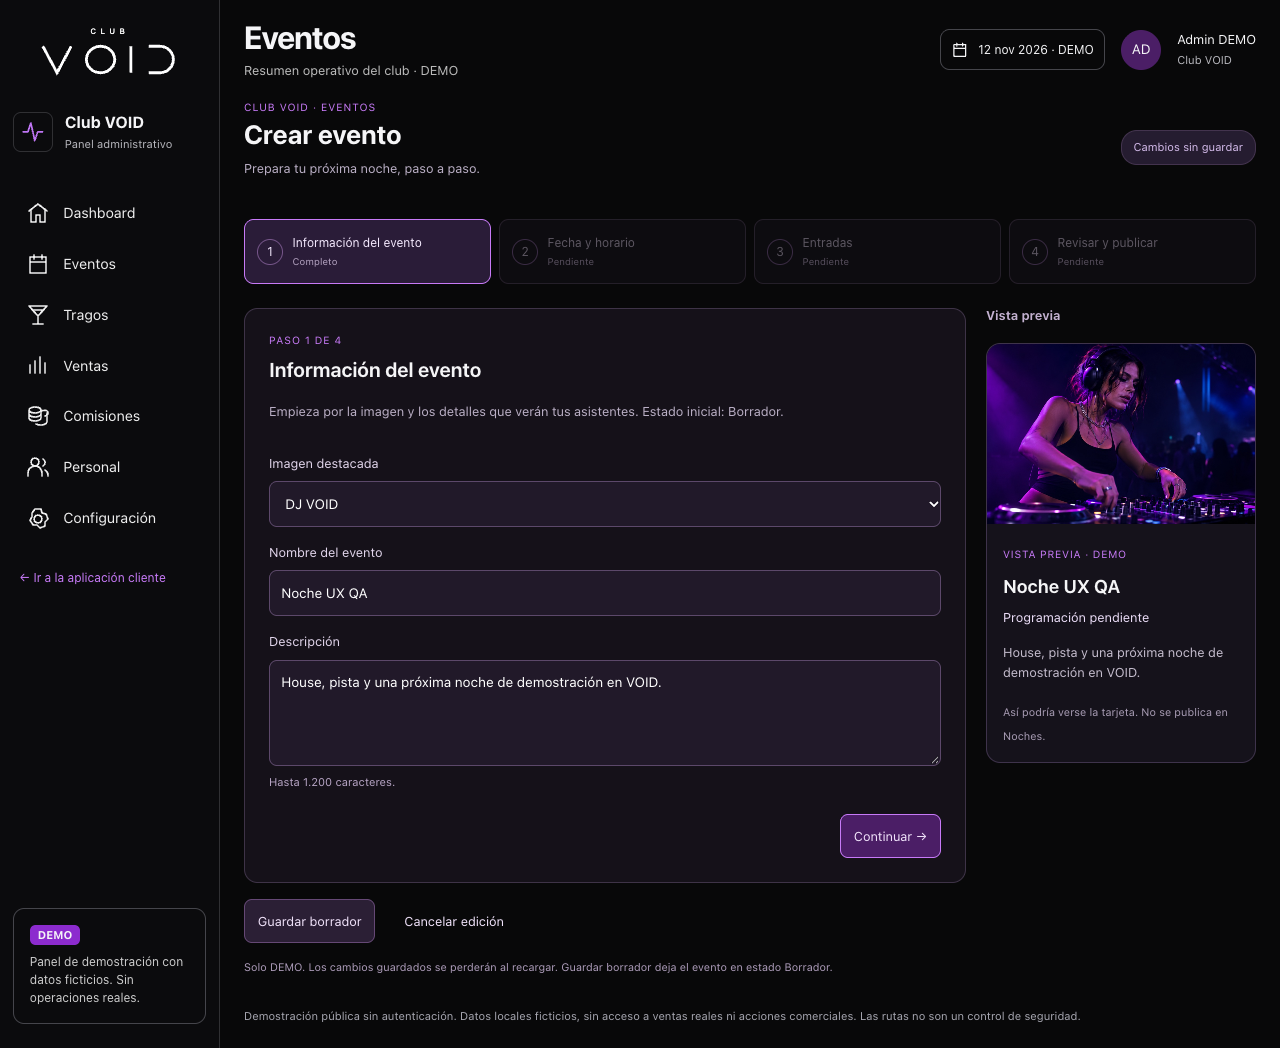 CLUB
VOID
Club VOID
Panel administrativo
Dashboard
Eventos
Tragos
Ventas
Comisiones
Personal
Configuración
← Ir a la aplicación cliente
DEMO
Panel de demostración con
datos ficticios. Sin
operaciones reales.
Eventos
Resumen operativo del club · DEMO
12 nov 2026 · DEMO
AD
Admin DEMO
Club VOID
CLUB VOID · EVENTOS
Crear evento
Prepara tu próxima noche, paso a paso.
Cambios sin guardar
1
Información del evento
Completo
2
Fecha y horario
Pendiente
3
Entradas
Pendiente
4
Revisar y publicar
Pendiente
PASO 1 DE 4
Información del evento
Empieza por la imagen y los detalles que verán tus asistentes. Estado inicial: Borrador.
Imagen destacada
DJ VOID
Nombre del evento
Noche UX QA
Descripción
House, pista y una próxima noche de demostración en VOID.
Hasta 1.200 caracteres.
Continuar →
Vista previa
VISTA PREVIA · DEMO
Noche UX QA
Programación pendiente
House, pista y una próxima noche de
demostración en VOID.
Así podría verse la tarjeta. No se publica en
Noches.
Guardar borrador
Cancelar edición
Solo DEMO. Los cambios guardados se perderán al recargar. Guardar borrador deja el evento en estado Borrador.
Demostración pública sin autenticación. Datos locales ficticios, sin acceso a ventas reales ni acciones comerciales. Las rutas no son un control de seguridad.